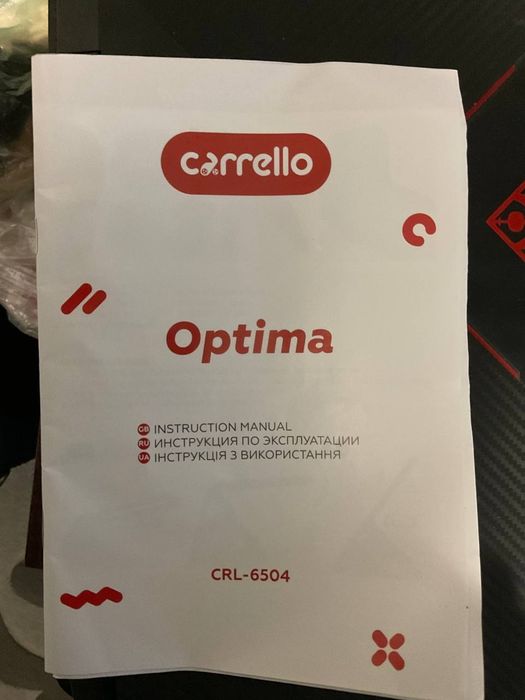 carrello
Optima
GB INSTRUCTION MANUAL
RU ИНСТРУКЦИЯ ПО ЭКСПЛУАТАЦИИ
UA ІНСТРУКЦІЯ З ВИКОРИСТАННЯ
CRL-6504